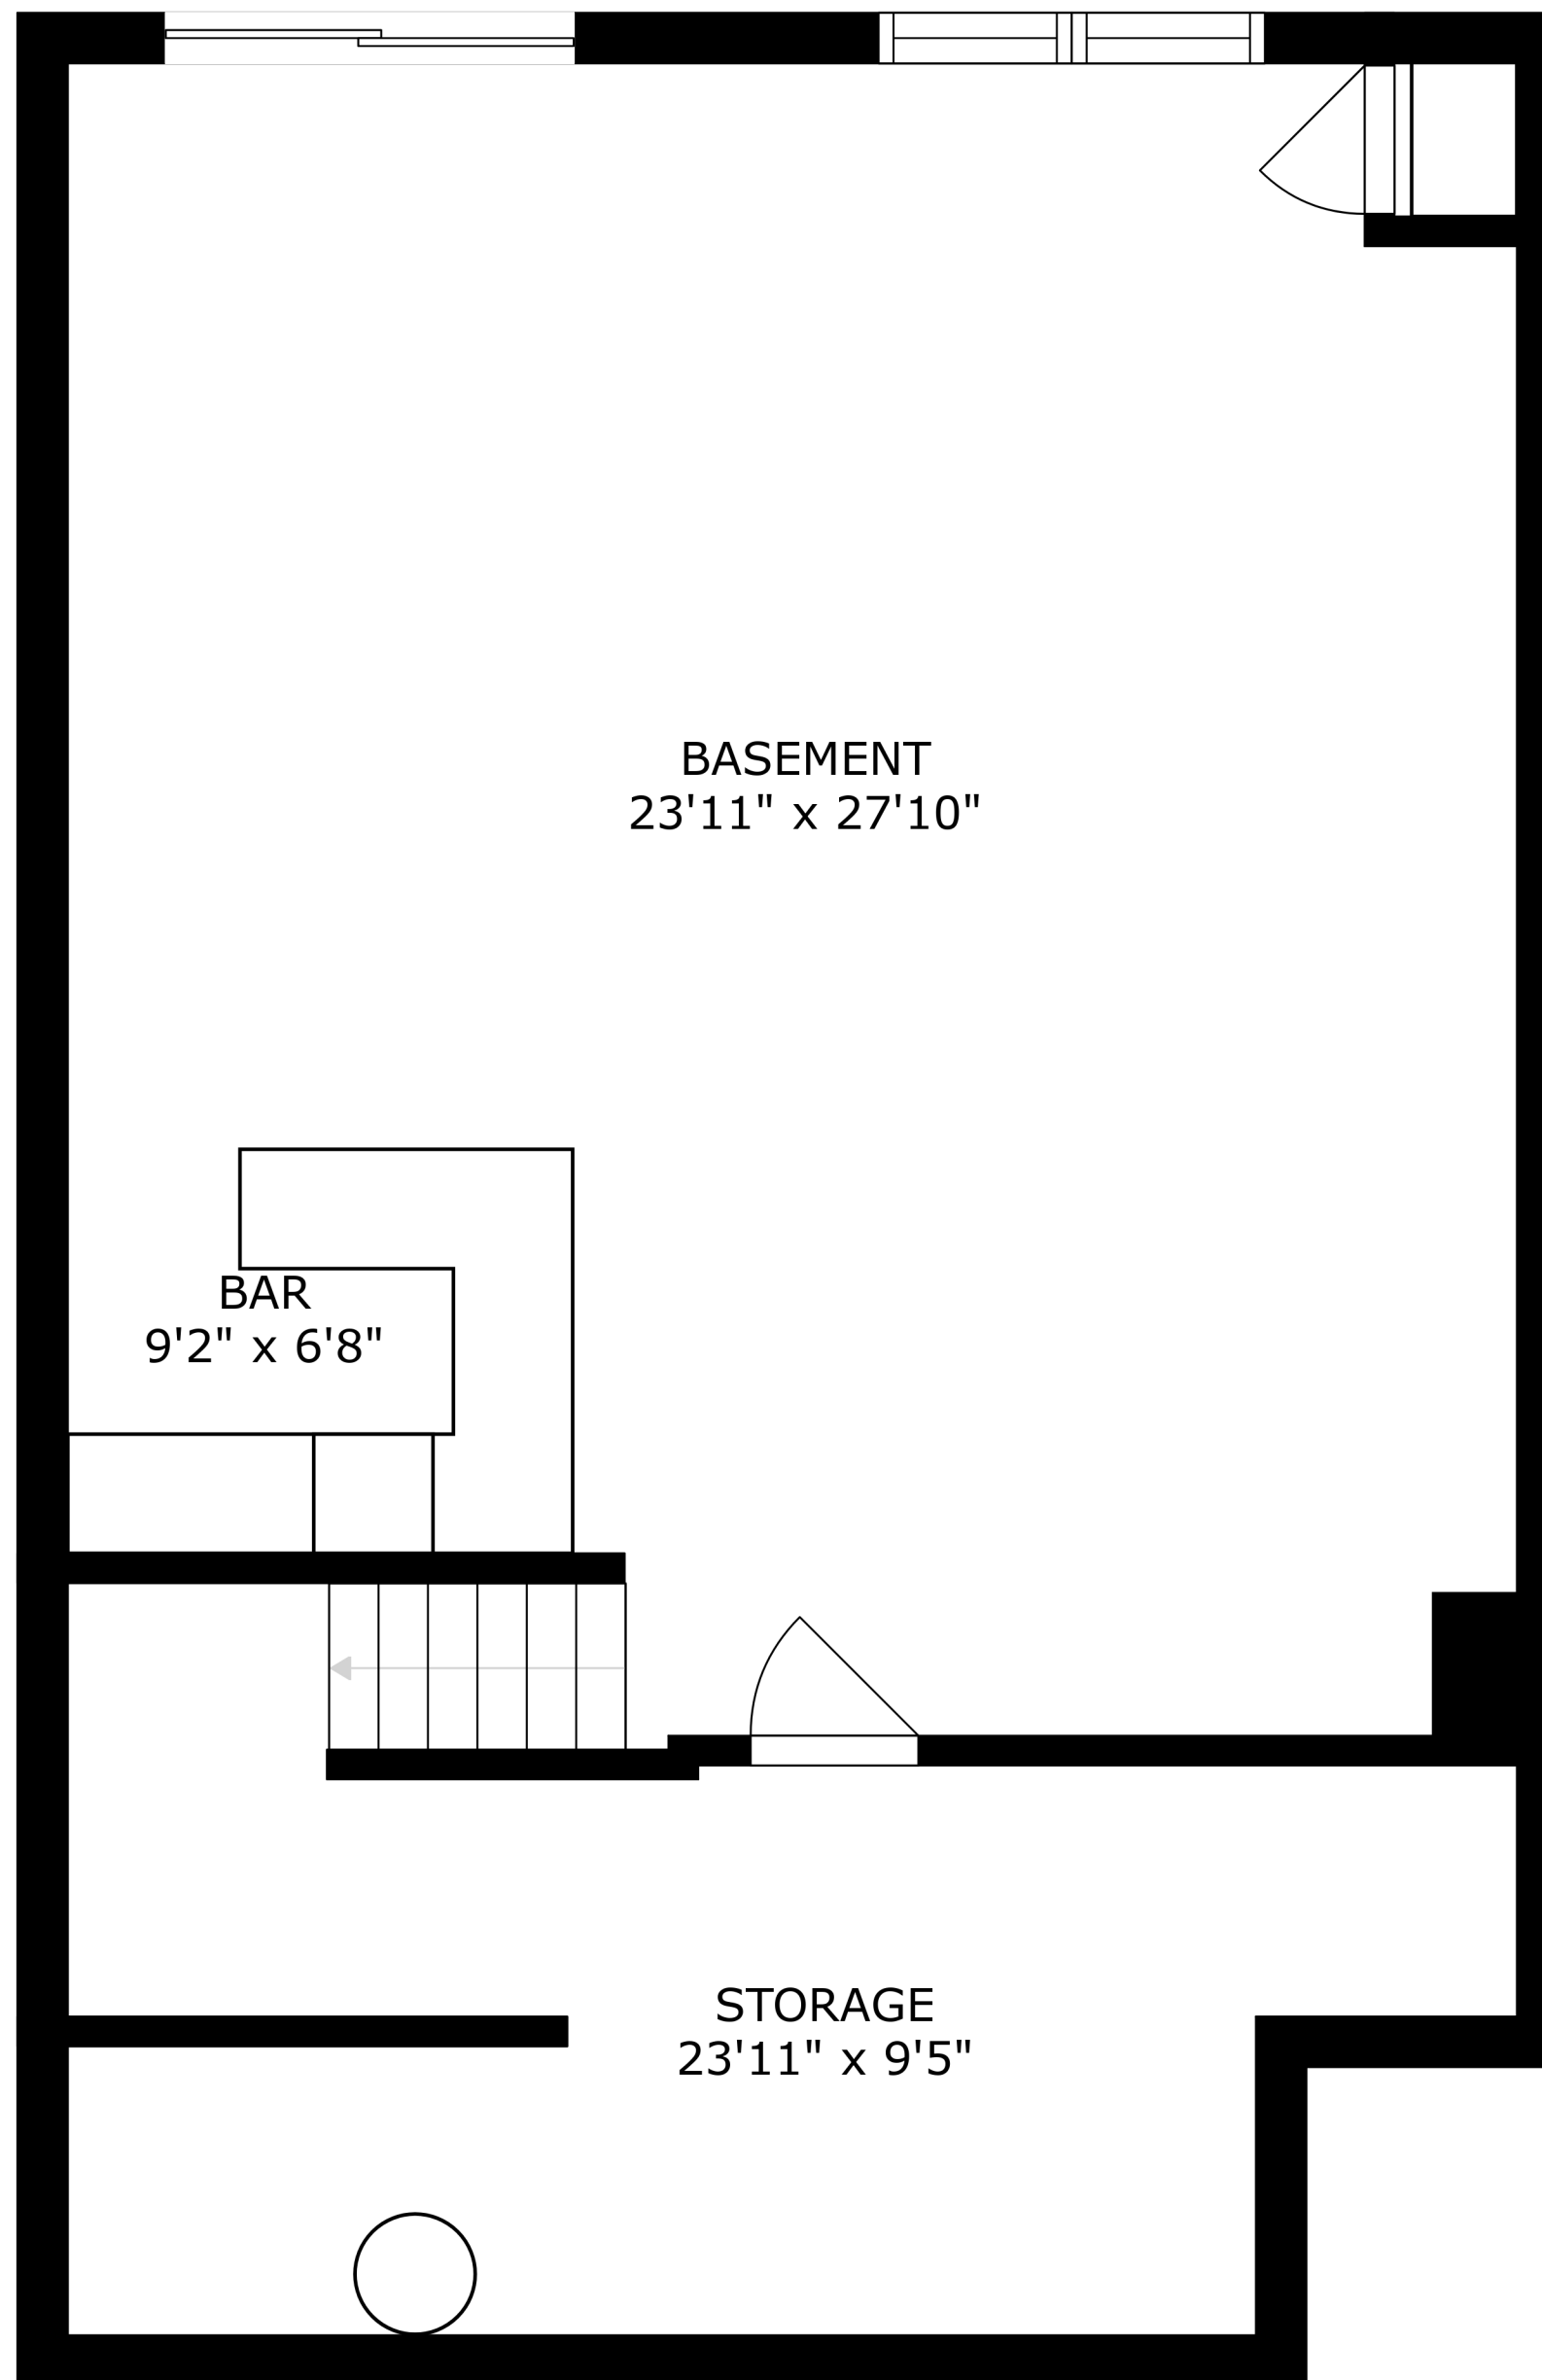 BASEMENT
23'11" x 27'10"
BAR
9'2" x 6'8"
STORAGE
23'11" x 9'5"